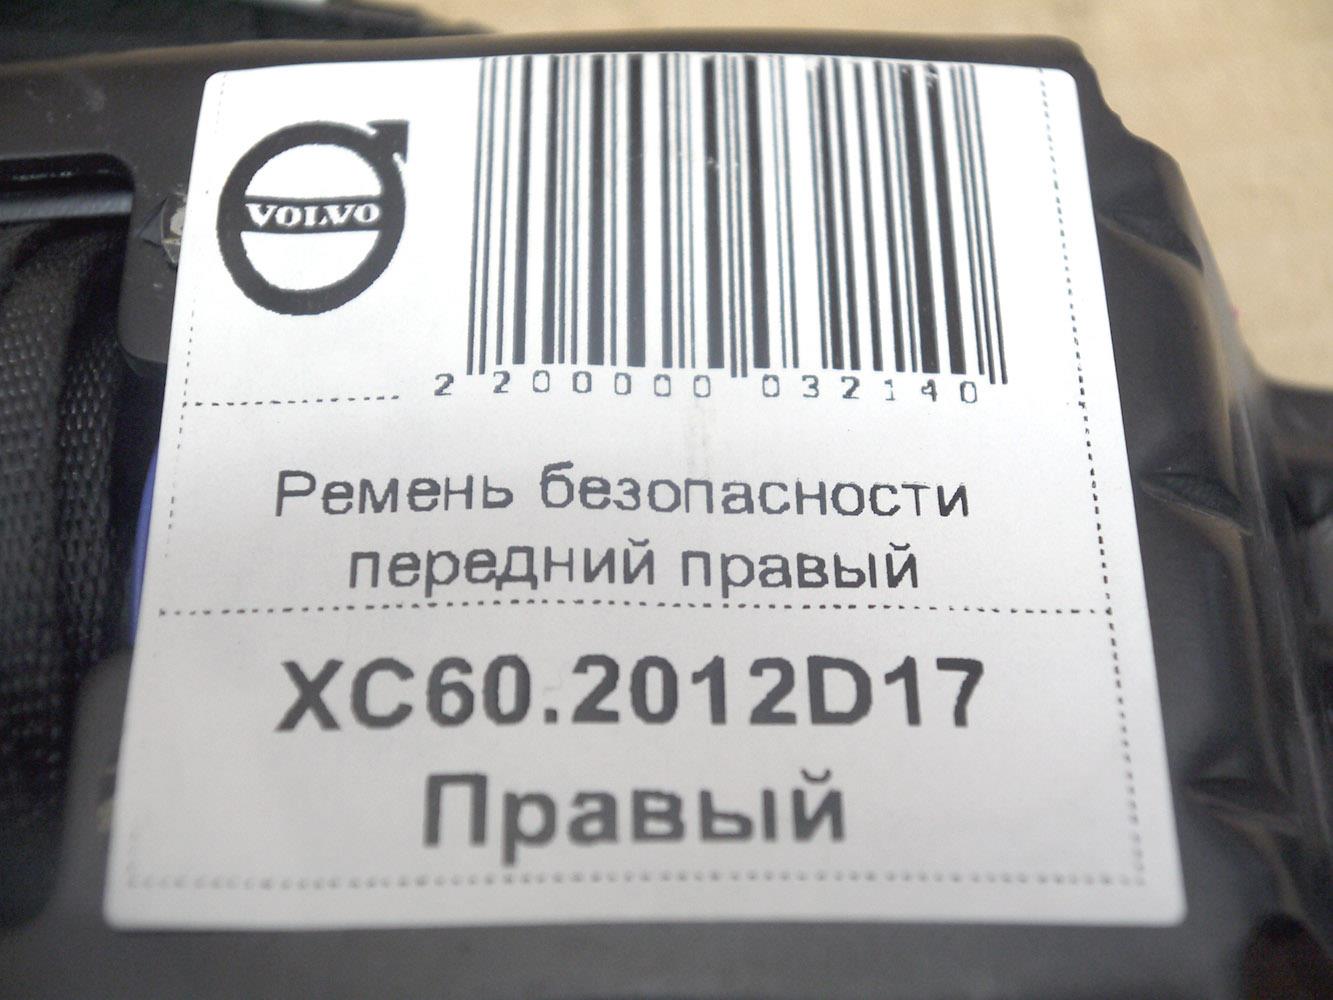 VOLVO
2 200000 032140
Ремень безопасности
передний правый
XC60.2012D17
Правый